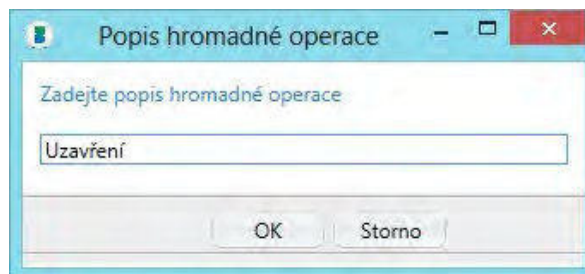 Popis hromadné operace
Zadejte popis hromadné operace
Uzavření
OK Storno